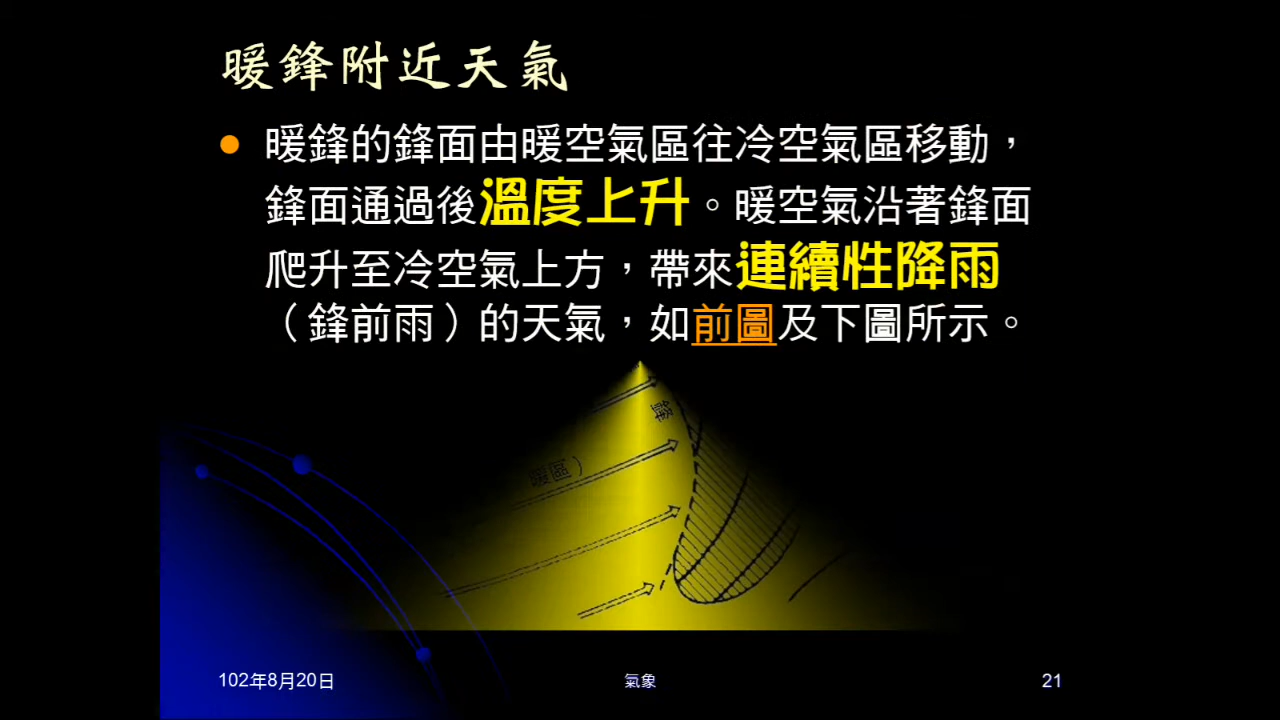 暖鋒附近天氣
暖鋒的鋒面由暖空氣區往冷空氣區移動，
鋒面通過後溫度上升。暖空氣沿著鋒面
爬升至冷空氣上方，帶來連續性降雨
（鋒前雨）的天氣，如前圖及下圖所示。
鋒
暖區）
102年8月20日
氣象
21